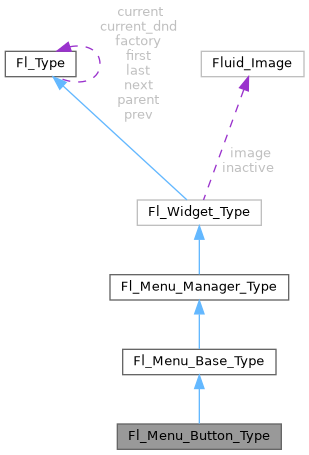 current
current_dnd
factory
first
last
next
parent
prev
Fl_Type
Fluid_Image
image
inactive
Fl_Widget_Type
Fl_Menu_Manager_Type
Fl_Menu_Base_Type
Fl_Menu_Button_Type